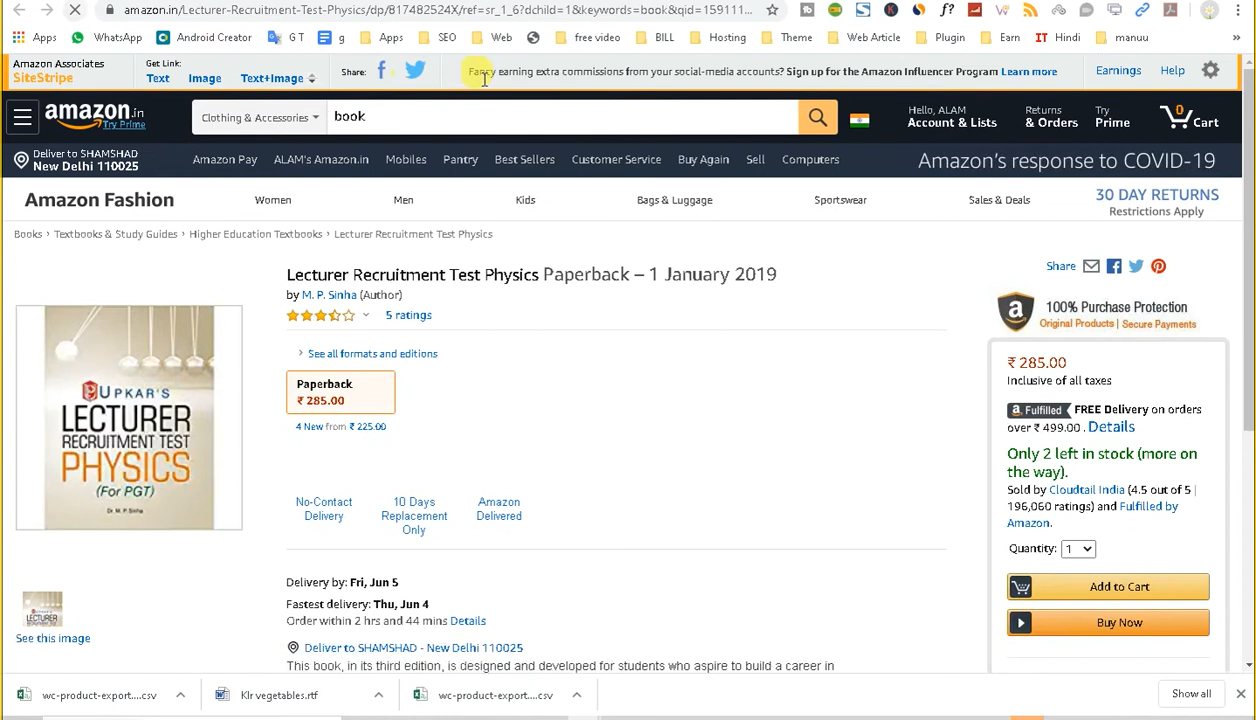 amazon.in/Lecturer-Recruitment-Test-Physics/dp/817482524X/ref=sr_1_6?dchild=1&keywords=book&qid=159111...
Apps WhatsApp Android Creator G T g Apps SEO Web free video BILL Hosting Theme Web Article Plugin Earn IT Hindi manuu »
Amazon Associates
SiteStripe
Get Link:
Text Image Text+Image
Share:
Fancy earning extra commissions from your social-media accounts? Sign up for the Amazon Influencer Program Learn more
Earnings Help
amazon.in
Try Prime
Clothing & Accessories
book
Hello, ALAM
Account & Lists
Returns
& Orders
Try
Prime
0
Cart
Deliver to SHAMSHAD
New Delhi 110025
Amazon Pay ALAM's Amazon.in Mobiles Pantry Best Sellers Customer Service Buy Again Sell Computers
Amazon's response to COVID-19
Amazon Fashion Women Men Kids Bags & Luggage Sportswear Sales & Deals
30 DAY RETURNS
Restrictions Apply
Books › Textbooks & Study Guides › Higher Education Textbooks › Lecturer Recruitment Test Physics
UPKAR'S
LECTURER
RECRUITMENT TEST
PHYSICS
(For PGT)
Dr. M. P. Sinha
See this image
Lecturer Recruitment Test Physics Paperback – 1 January 2019
by M. P. Sinha (Author)
5 ratings
› See all formats and editions
Paperback
₹ 285.00
4 New from ₹ 225.00
No-Contact
Delivery
10 Days
Replacement
Only
Amazon
Delivered
Delivery by: Fri, Jun 5
Fastest delivery: Thu, Jun 4
Order within 2 hrs and 44 mins Details
Deliver to SHAMSHAD - New Delhi 110025
This book, in its third edition, is designed and developed for students who aspire to build a career in
Share
100% Purchase Protection
Original Products | Secure Payments
₹ 285.00
Inclusive of all taxes
a Fulfilled FREE Delivery on orders
over ₹ 499.00 . Details
Only 2 left in stock (more on
the way).
Sold by Cloudtail India (4.5 out of 5 |
196,060 ratings) and Fulfilled by
Amazon.
Quantity: 1
Add to Cart
Buy Now
wc-product-export....csv
Klr vegetables.rtf
wc-product-export....csv
Show all